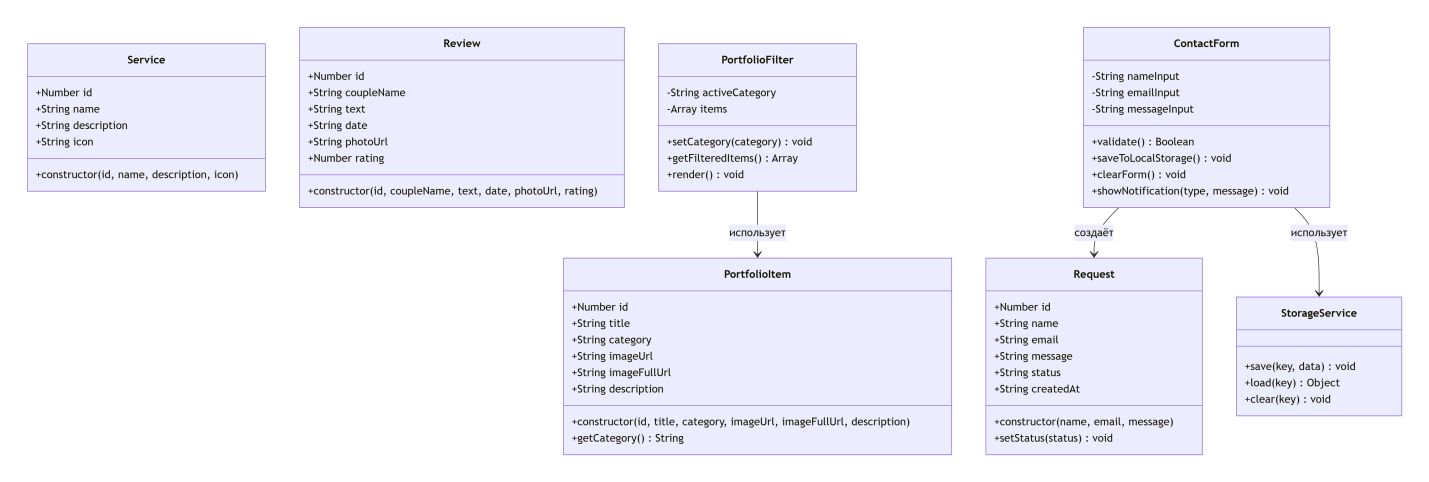 Service
+Number id
+String name
+String description
+String icon
+constructor(id, name, description, icon)
Review
+Number id
+String coupleName
+String text
+String date
+String photoUrl
+Number rating
+constructor(id, coupleName, text, date, photoUrl, rating)
PortfolioFilter
-String activeCategory
-Array items
+setCategory(category) : void
+getFilteredItems() : Array
+render() : void
ContactForm
-String nameInput
-String emailInput
-String messageInput
+validate() : Boolean
+saveToLocalStorage() : void
+clearForm() : void
+showNotification(type, message) : void
использует
создаёт
использует
PortfolioItem
+Number id
+String title
+String category
+String imageUrl
+String imageFullUrl
+String description
+constructor(id, title, category, imageUrl, imageFullUrl, description)
+getCategory() : String
Request
+Number id
+String name
+String email
+String message
+String status
+String createdAt
+constructor(name, email, message)
+setStatus(status) : void
StorageService
+save(key, data) : void
+load(key) : Object
+clear(key) : void